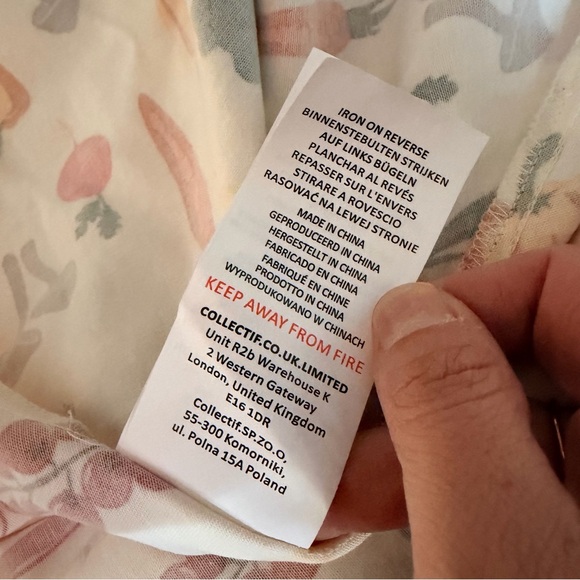 IRON ON REVERSE
BINNENSTEBULTEN STRIJKEN
AUF LINKS BÜGELN
PLANCHAR AL REVÉS
REPASSER SUR L'ENVERS
STIRARE A ROVESCIO
RASOWAĆ NA LEWEJ STRONIE
MADE IN CHINA
GEPRODUCEERD IN CHINA
HERGESTELLT IN CHINA
FABRICADO EN CHINA
FABRIQUÉ EN CHINE
PRODOTTO IN CHINA
WYPRODUKOWANO W CHINACH
KEEP AWAY FROM FIRE
COLLECTIF.CO.UK.LIMITED
Unit R2b Warehouse K
2 Western Gateway
London, United Kingdom
E16 1DR
Collectif.SP.ZO.O.
55-300 Komorniki,
ul. Polna 15A Poland